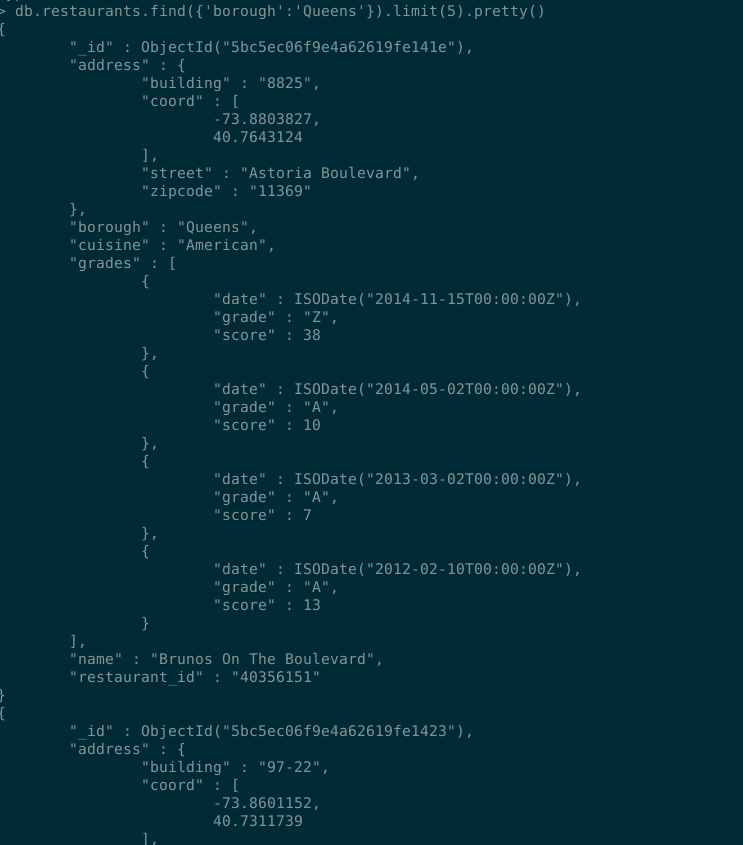 > db.restaurants.find({'borough':'Queens'}).limit(5).pretty()
{
        "_id" : ObjectId("5bc5ec06f9e4a62619fe141e"),
        "address" : {
                "building" : "8825",
                "coord" : [
                        -73.8803827,
                        40.7643124
                ],
                "street" : "Astoria Boulevard",
                "zipcode" : "11369"
        },
        "borough" : "Queens",
        "cuisine" : "American",
        "grades" : [
                {
                        "date" : ISODate("2014-11-15T00:00:00Z"),
                        "grade" : "Z",
                        "score" : 38
                },
                {
                        "date" : ISODate("2014-05-02T00:00:00Z"),
                        "grade" : "A",
                        "score" : 10
                },
                {
                        "date" : ISODate("2013-03-02T00:00:00Z"),
                        "grade" : "A",
                        "score" : 7
                },
                {
                        "date" : ISODate("2012-02-10T00:00:00Z"),
                        "grade" : "A",
                        "score" : 13
                }
        ],
        "name" : "Brunos On The Boulevard",
        "restaurant_id" : "40356151"
}
{
        "_id" : ObjectId("5bc5ec06f9e4a62619fe1423"),
        "address" : {
                "building" : "97-22",
                "coord" : [
                        -73.8601152,
                        40.7311739
                ],